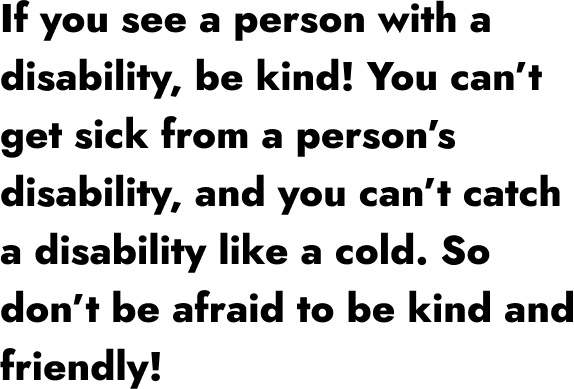 If you see a person with a
disability, be kind! You can’t
get sick from a person’s
disability, and you can’t catch
a disability like a cold. So
don’t be afraid to be kind and
friendly!